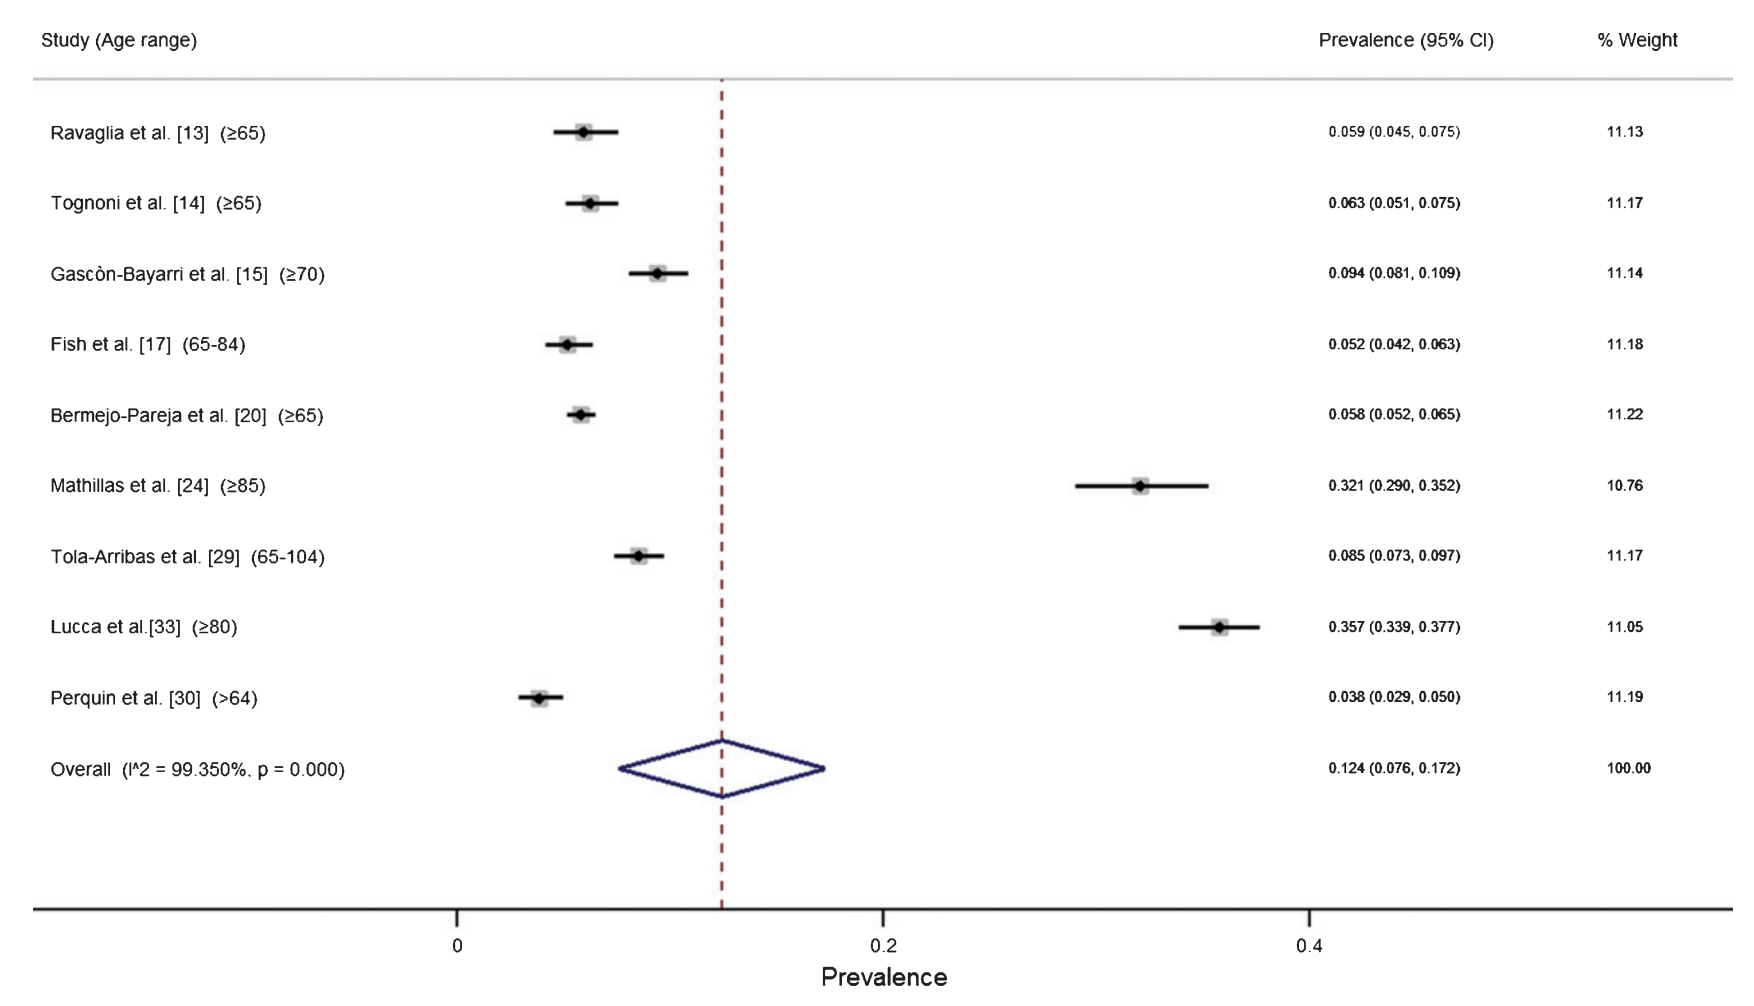 Study (Age range) Prevalence (95% CI) % Weight
Ravaglia et al. [13] (≥65) 0.059 (0.045, 0.075) 11.13
Tognoni et al. [14] (≥65) 0.063 (0.051, 0.075) 11.17
Gascòn-Bayarri et al. [15] (≥70) 0.094 (0.081, 0.109) 11.14
Fish et al. [17] (65-84) 0.052 (0.042, 0.063) 11.18
Bermejo-Pareja et al. [20] (≥65) 0.058 (0.052, 0.065) 11.22
Mathillas et al. [24] (≥85) 0.321 (0.290, 0.352) 10.76
Tola-Arribas et al. [29] (65-104) 0.085 (0.073, 0.097) 11.17
Lucca et al.[33] (≥80) 0.357 (0.339, 0.377) 11.05
Perquin et al. [30] (>64) 0.038 (0.029, 0.050) 11.19
Overall (I^2 = 99.350%, p = 0.000) 0.124 (0.076, 0.172) 100.00
0 0.2 0.4
Prevalence